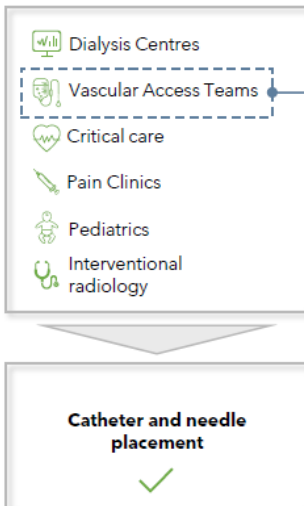 Dialysis Centres
Vascular Access Teams
Critical care
Pain Clinics
Pediatrics
Interventional
radiology
Catheter and needle
placement